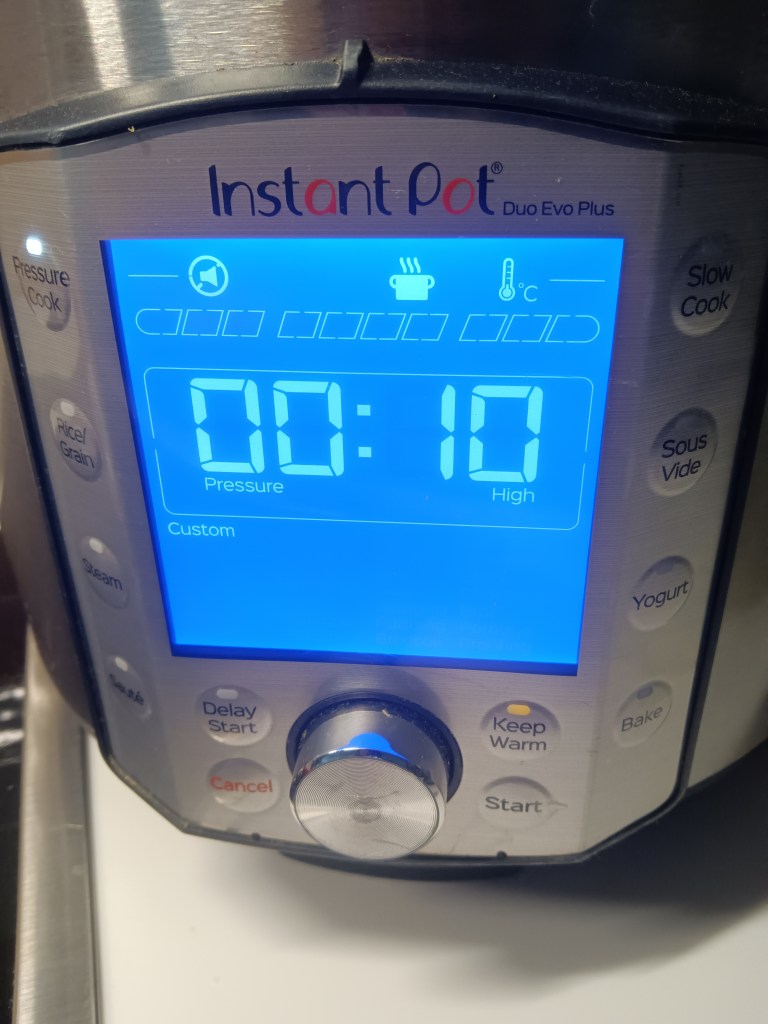 Instant Pot® Duo Evo Plus
Pressure
Cook
Slow
Cook
°C
00:10
Pressure
High
Custom
Rice/
Grain
Sous
Vide
Steam
Yogurt
Sauté
Bake
Delay
Start
Keep
Warm
Cancel
Start